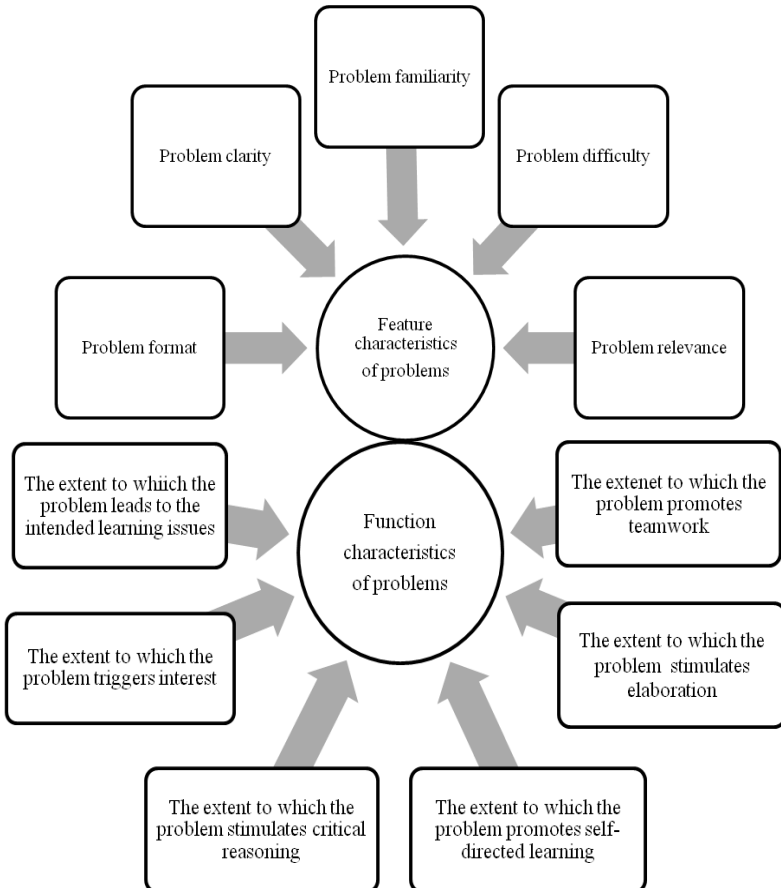 Problem familiarity
Problem clarity
Problem difficulty
Problem format
Feature
characteristics
of problems
Problem relevance
The extent to whiich the
problem leads to the
intended learning issues
Function
characteristics
of problems
The extenet to which the
problem promotes
teamwork
The extent to which the
problem triggers interest
The extent to which the
problem stimulates
elaboration
The extent to which the
problem stimulates critical
reasoning
The extent to which the
problem promotes self-
directed learning